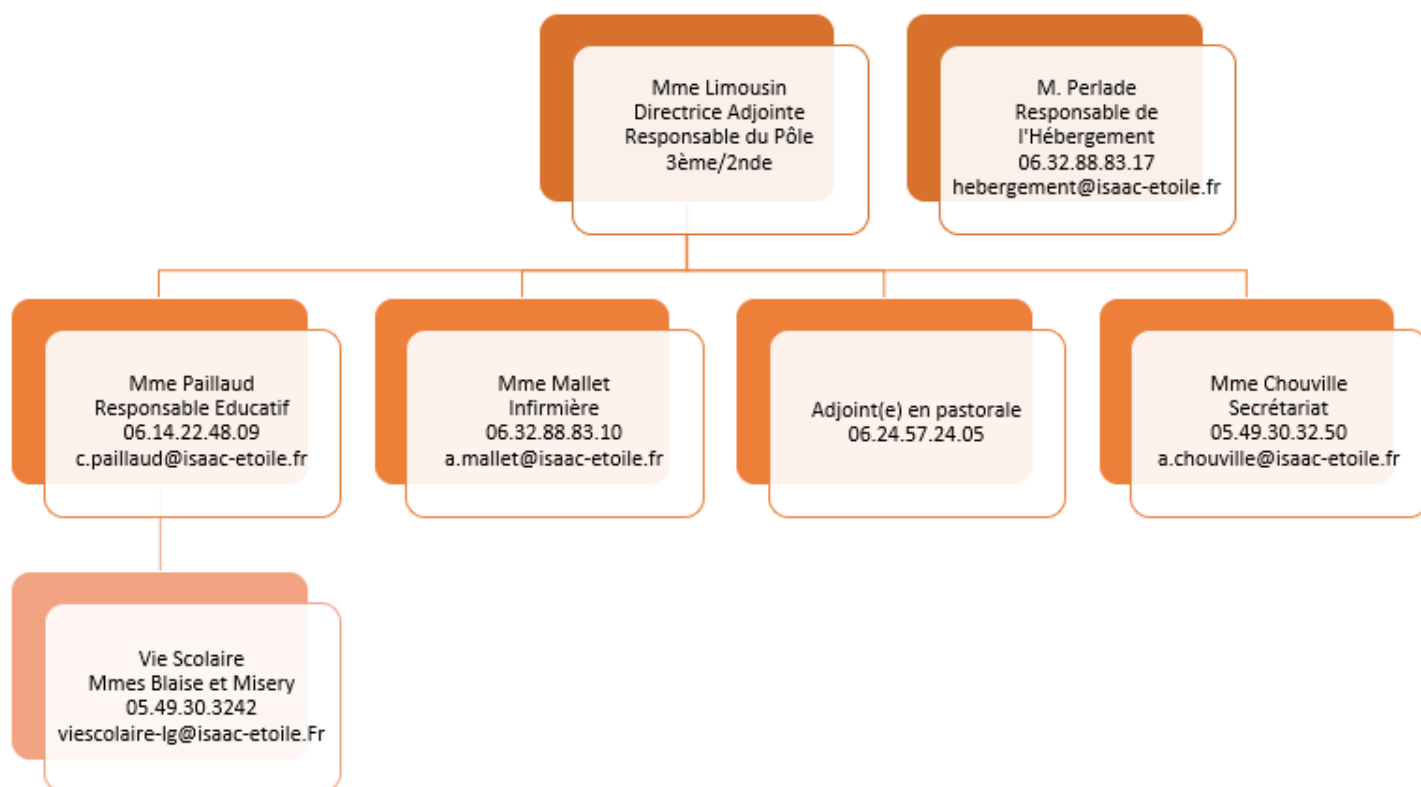 Mme Limousin
Directrice Adjointe
Responsable du Pôle
3ème/2nde
M. Perlade
Responsable de
l'Hébergement
06.32.88.83.17
hebergement@isaac-etoile.fr
Mme Paillaud
Responsable Educatif
06.14.22.48.09
c.paillaud@isaac-etoile.fr
Mme Mallet
Infirmière
06.32.88.83.10
a.mallet@isaac-etoile.fr
Adjoint(e) en pastorale
06.24.57.24.05
Mme Chouville
Secrétariat
05.49.30.32.50
a.chouville@isaac-etoile.fr
Vie Scolaire
Mmes Blaise et Misery
05.49.30.3242
viescolaire-lg@isaac-etoile.Fr